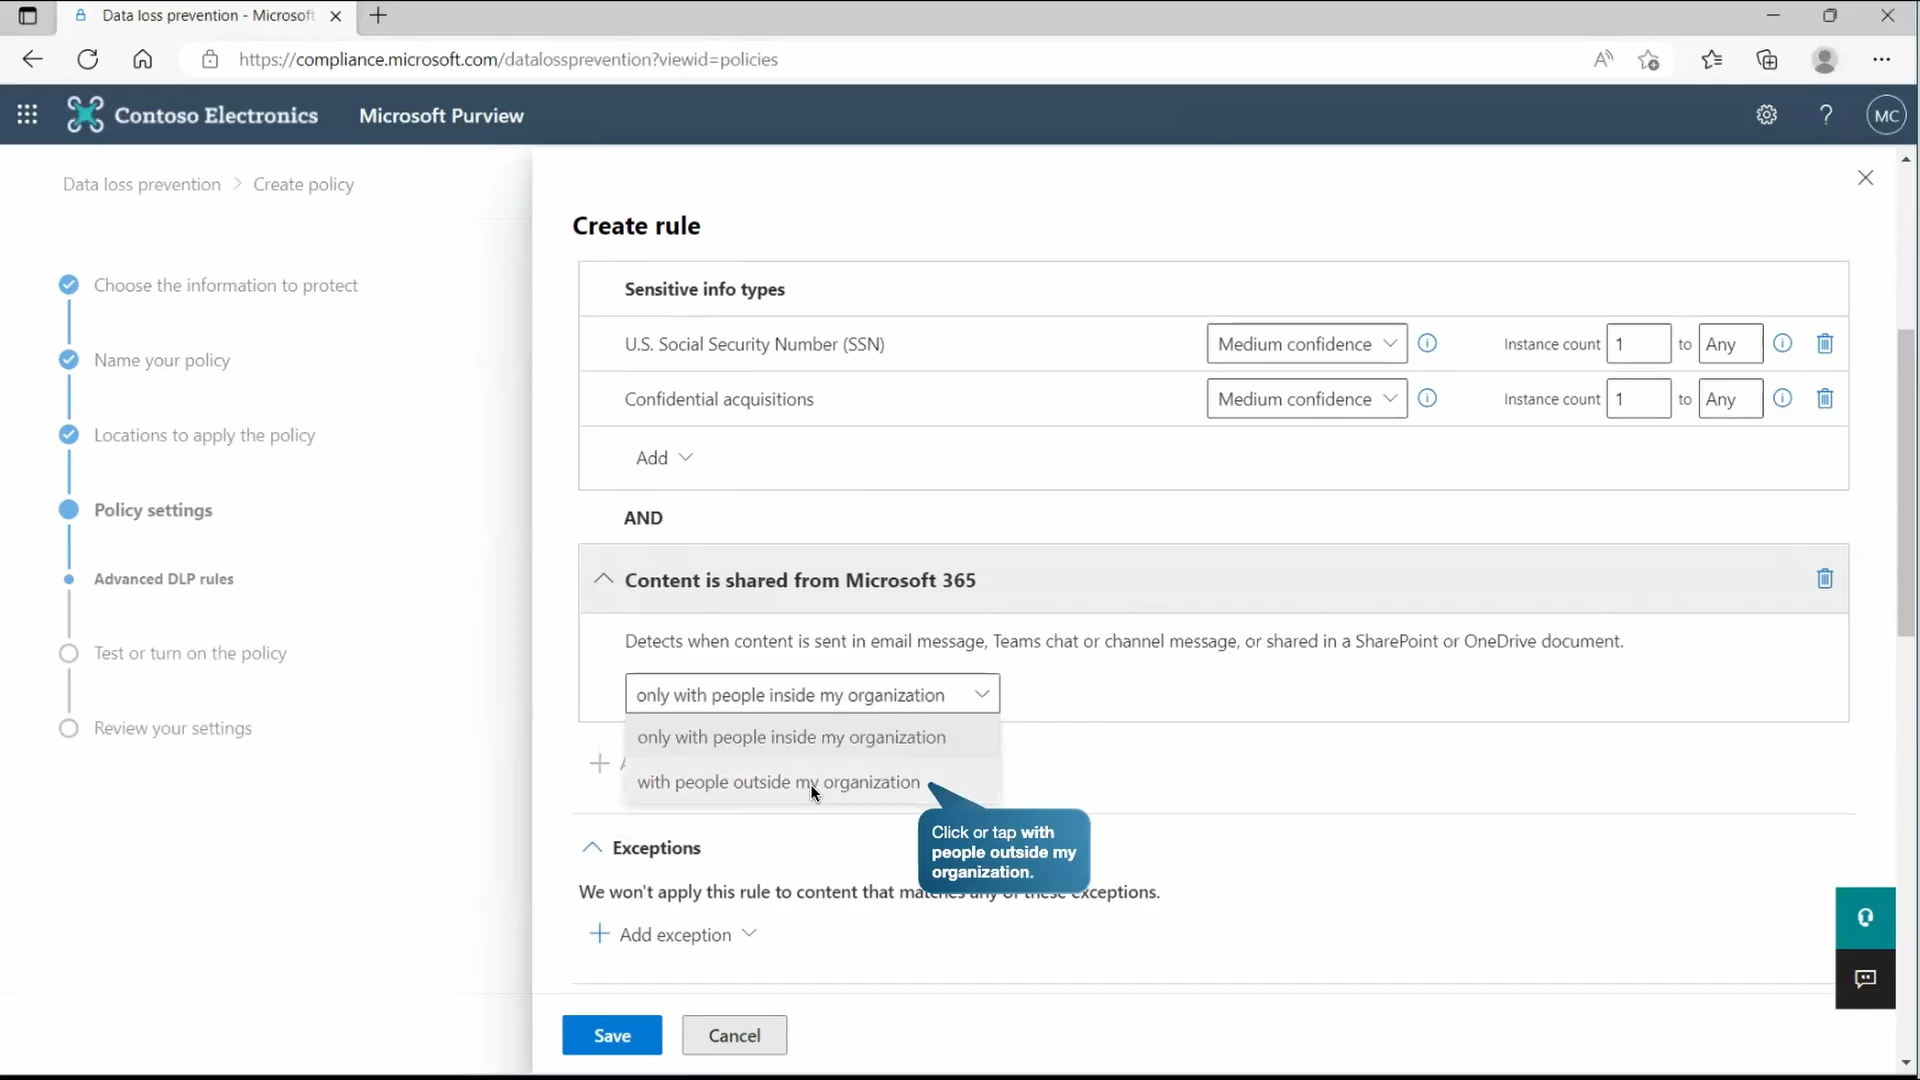 Data loss prevention - Microsoft
https://compliance.microsoft.com/datalossprevention?viewid=policies
Contoso Electronics
Microsoft Purview
MC
Data loss prevention > Create policy
Choose the information to protect
Name your policy
Locations to apply the policy
Policy settings
Advanced DLP rules
Test or turn on the policy
Review your settings
Create rule
Sensitive info types
U.S. Social Security Number (SSN) Medium confidence Instance count 1 to Any
Confidential acquisitions Medium confidence Instance count 1 to Any
Add
AND
Content is shared from Microsoft 365
Detects when content is sent in email message, Teams chat or channel message, or shared in a SharePoint or OneDrive document.
only with people inside my organization
only with people inside my organization
with people outside my organization
Click or tap with
people outside my
organization.
Exceptions
We won't apply this rule to content that matches any of these exceptions.
Add exception
Save
Cancel